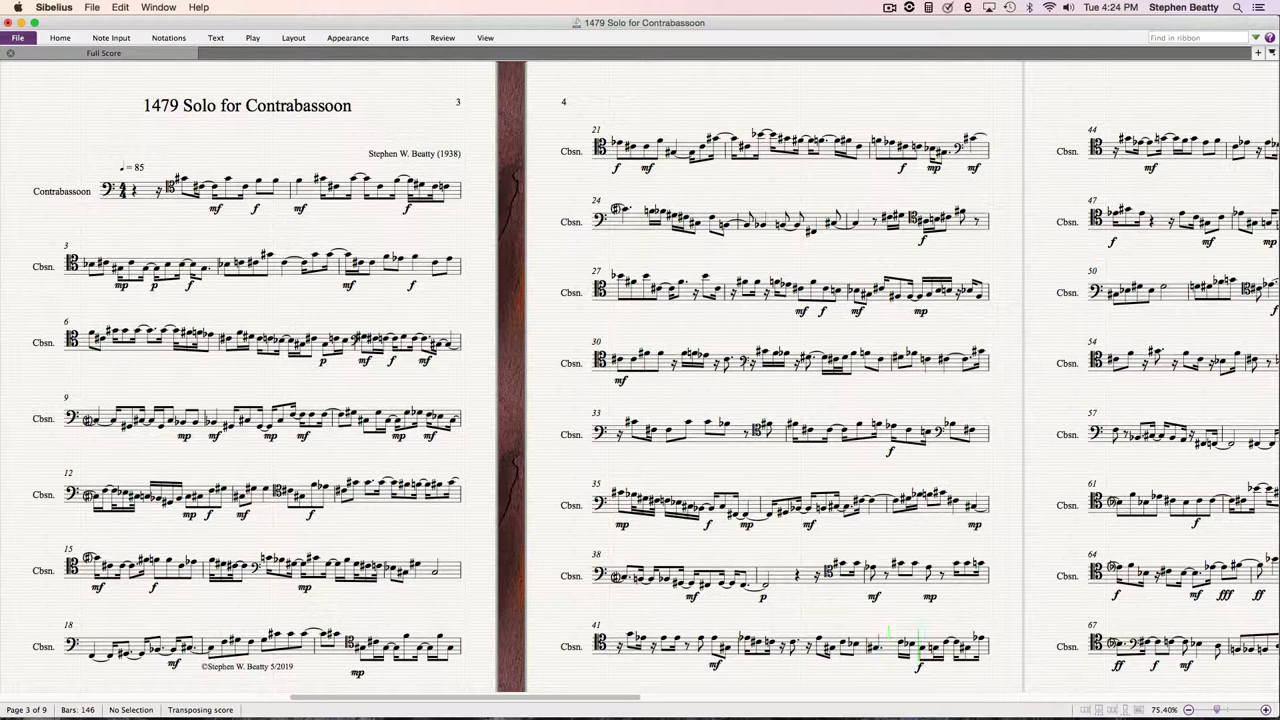 Sibelius File Edit Window Help Tue 4:24 PM Stephen Beatty
1479 Solo for Contrabassoon
File Home Note Input Notations Text Play Layout Appearance Parts Review View Find in ribbon
Full Score
1479 Solo for Contrabassoon 3
Stephen W. Beatty (1938)
= 85
Contrabassoon
mf f mf f
3
Cbsn.
mp p f mf f
6
Cbsn.
p mf f mf
9
Cbsn.
mp mf mp mf mp mf
12
Cbsn.
mp f mf f
15
Cbsn.
mf f mp
18
Cbsn.
mf mp
©Stephen W. Beatty 5/2019
4
21
Cbsn.
f mf f mp
24
Cbsn.
f
27
Cbsn.
mf f mf mp
30
Cbsn.
mf
33
Cbsn.
f
35
Cbsn.
mp f mp mf mp
38
Cbsn.
mf p mf mp
41
Cbsn.
mf f
44
Cbsn.
mf
47
Cbsn.
f mf mp
50
Cbsn.
f
54
Cbsn.
57
Cbsn.
61
Cbsn.
64
Cbsn.
f mf fff ff
67
Cbsn.
ff f mf
Page 3 of 9 Bars: 146 No Selection Transposing score 75.40%